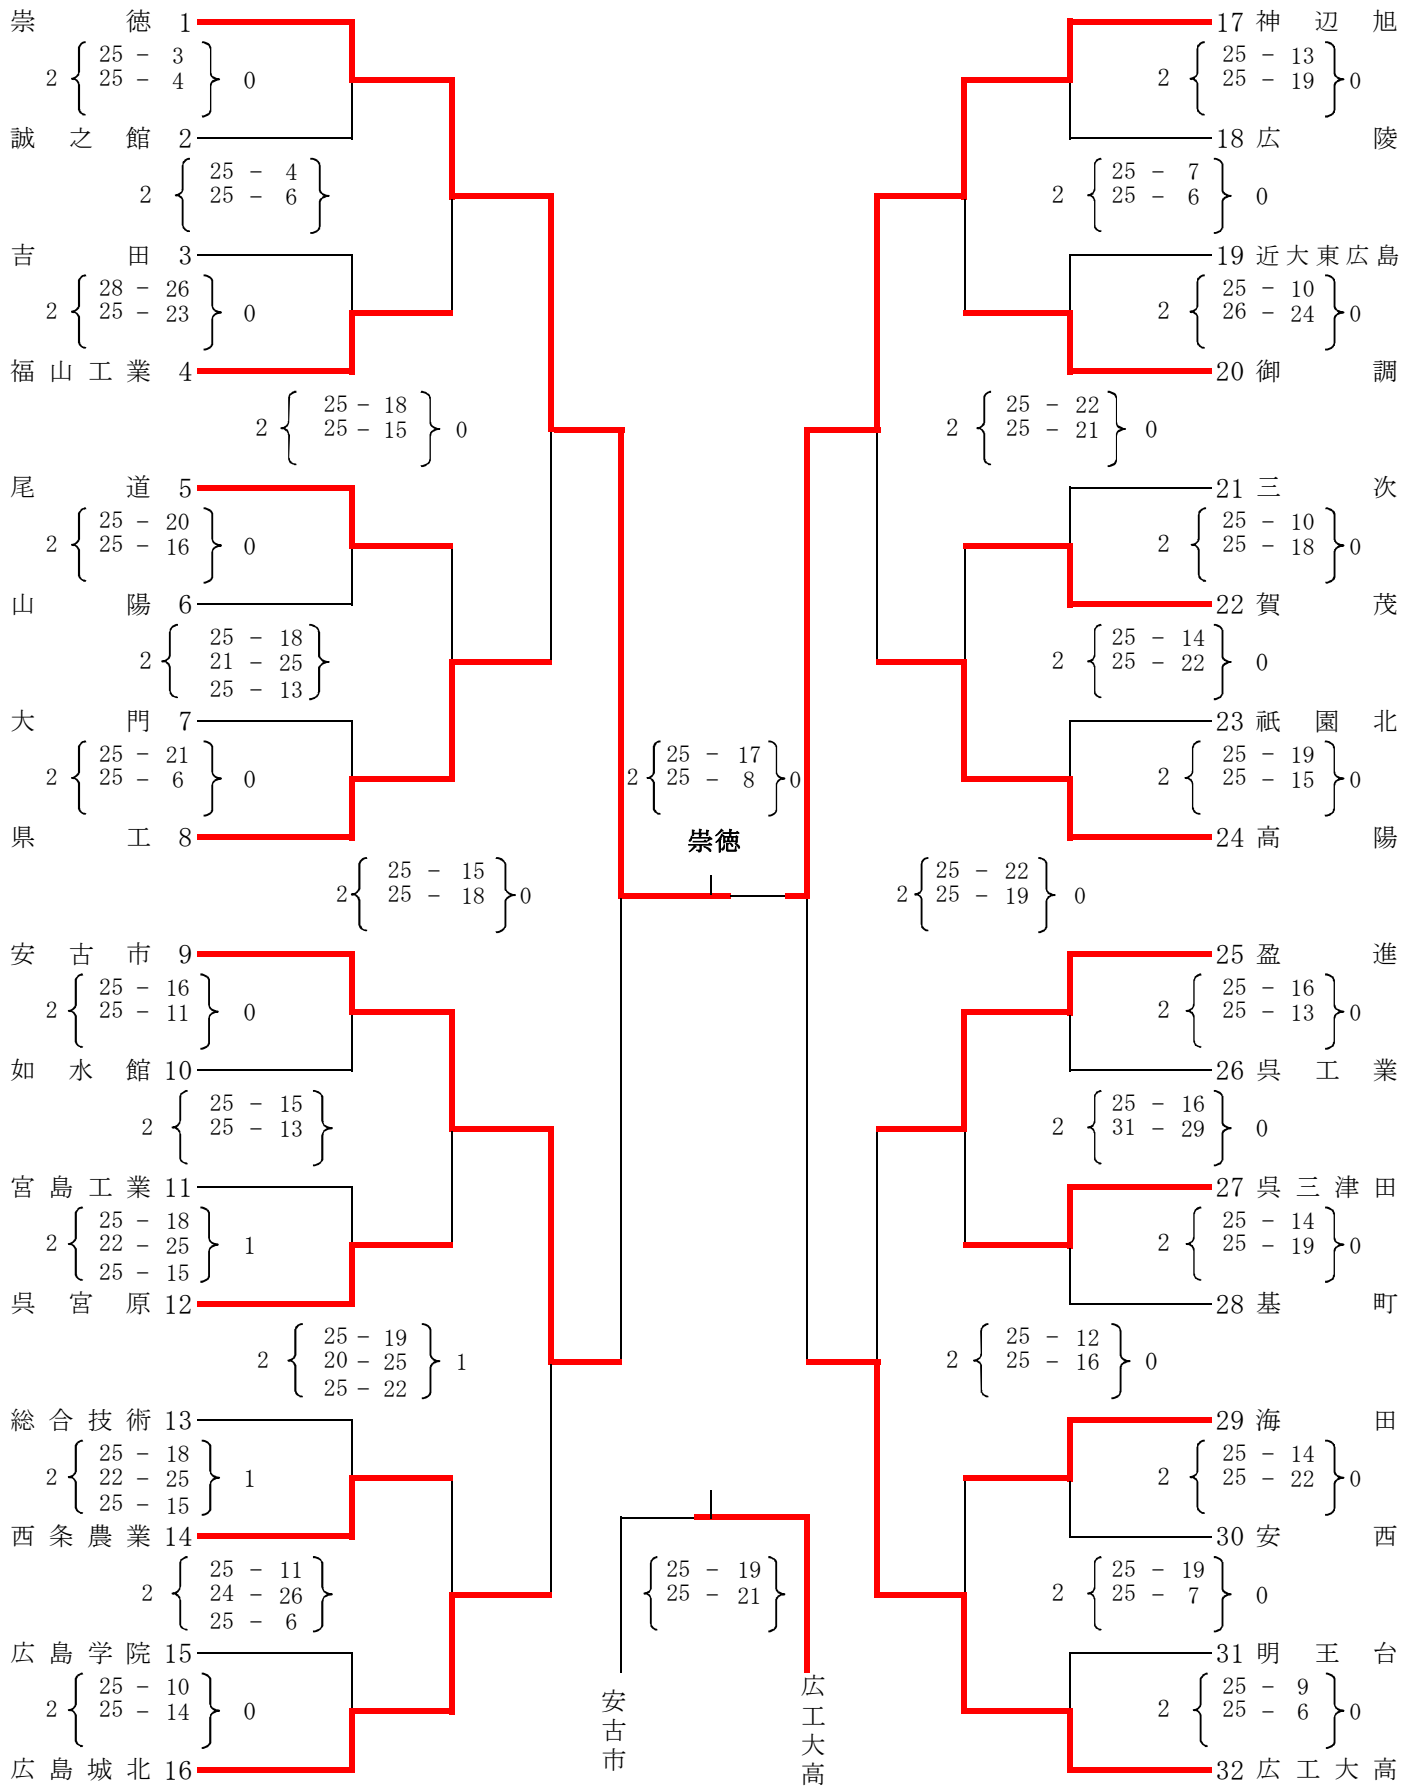 崇徳 1
25 - 3
2 25 - 4 0
誠之館 2
25 - 4
2 25 - 6
吉田 3
28 - 26
2 25 - 23 0
福山工業 4
25 - 18
2 25 - 15 0
尾道 5
25 - 20
2 25 - 16 0
山陽 6
25 - 18
2 21 - 25
25 - 13
大門 7
25 - 21
2 25 - 6 0
県工 8
25 - 15
2 25 - 18 0
安古市 9
25 - 16
2 25 - 11 0
如水館 10
25 - 15
2 25 - 13
宮島工業 11
25 - 18
2 22 - 25 1
25 - 15
呉宮原 12
25 - 19
2 20 - 25 1
25 - 22
総合技術 13
25 - 18
2 22 - 25 1
25 - 15
西条農業 14
25 - 11
2 24 - 26
25 - 6
広島学院 15
25 - 10
2 25 - 14 0
広島城北 16
25 - 17
2 25 - 8 0
崇徳
25 - 19
25 - 21
安古市
広工大高
17 神辺旭
25 - 13
2 25 - 19 0
18 広陵
25 - 7
2 25 - 6 0
19 近大東広島
25 - 10
2 26 - 24 0
20 御調
25 - 22
2 25 - 21 0
21 三次
25 - 10
2 25 - 18 0
22 賀茂
25 - 14
2 25 - 22 0
23 祇園北
25 - 19
2 25 - 15 0
24 高陽
25 - 22
2 25 - 19 0
25 盈進
25 - 16
2 25 - 13 0
26 呉工業
25 - 16
2 31 - 29 0
27 呉三津田
25 - 14
2 25 - 19 0
28 基町
25 - 12
2 25 - 16 0
29 海田
25 - 14
2 25 - 22 0
30 安西
25 - 19
2 25 - 7 0
31 明王台
25 - 9
2 25 - 6 0
32 広工大高